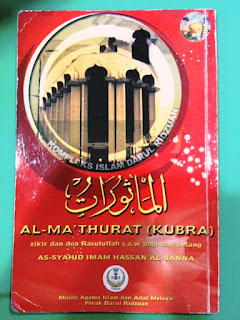 KOMPLEKS ISLAM DARUL RIDZUAN
المأثورات
AL-MA'THURAT (KUBRA)
zikir dan doa Rasulullah s.a.w pagi dan petang
AS-SYAHID IMAM HASSAN AL-BANNA
Majlis Agama Islam dan Adat Melayu
Perak Darul Ridzuan